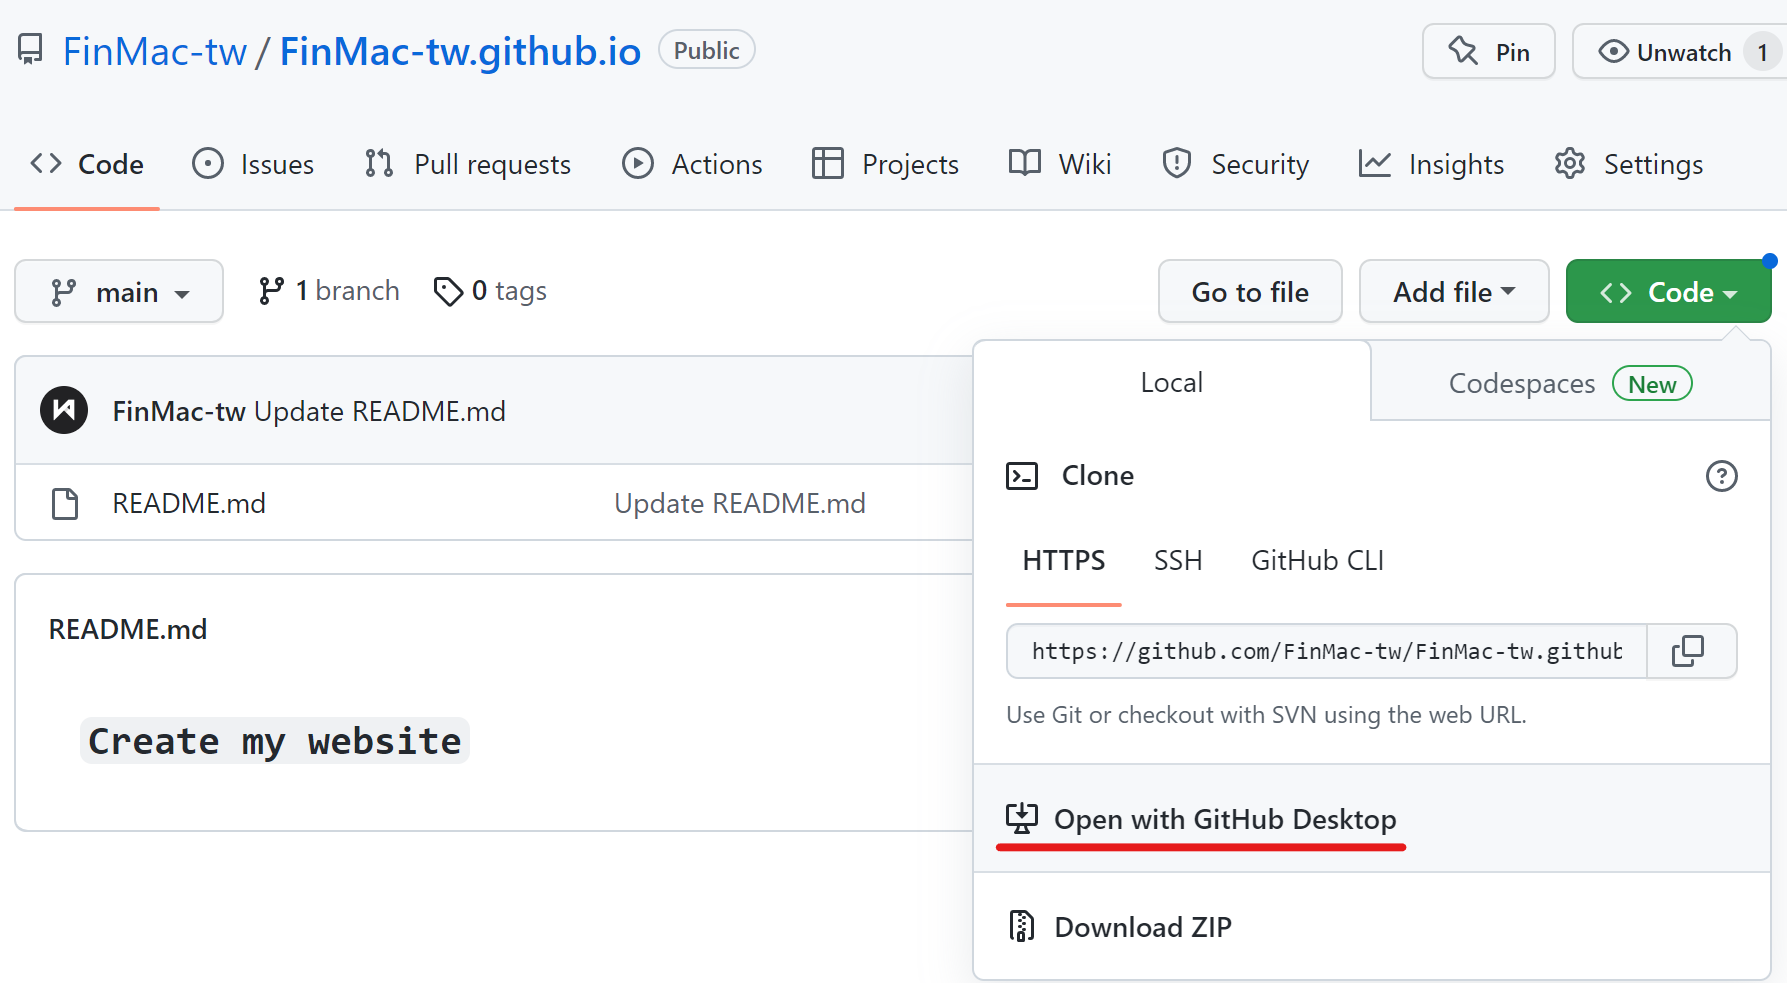 FinMac-tw / FinMac-tw.github.io Public Pin Unwatch 1
Code Issues Pull requests Actions Projects Wiki Security Insights Settings
main 1 branch 0 tags Go to file Add file Code
FinMac-tw Update README.md
README.md Update README.md
README.md
Create my website
Local Codespaces New
Clone
HTTPS SSH GitHub CLI
https://github.com/FinMac-tw/FinMac-tw.github
Use Git or checkout with SVN using the web URL.
Open with GitHub Desktop
Download ZIP